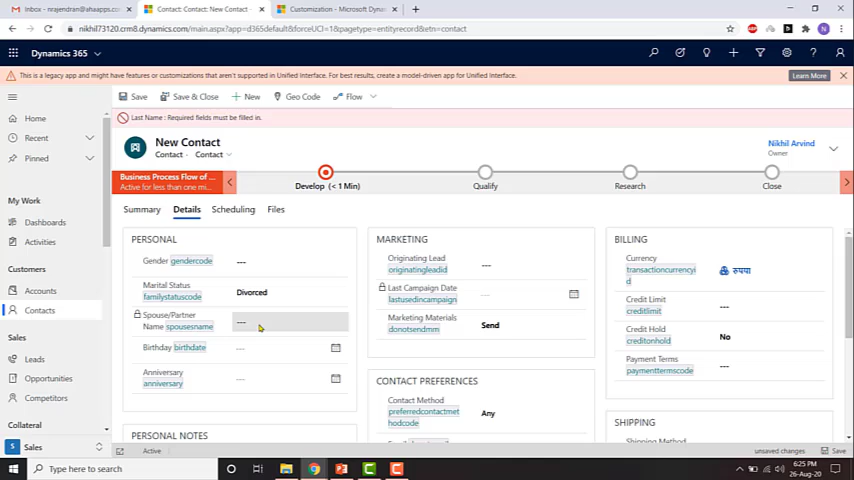 Inbox - nrajendran@ahaapps.c
Contact: Contact: New Contact -
Customization - Microsoft Dyna
nikhil73120.crm8.dynamics.com/main.aspx?app=d365default&forceUCI=1&pagetype=entityrecord&etn=contact
Dynamics 365
This is a legacy app and might have features or customizations that aren't supported in Unified Interface. For best results, create a model-driven app for Unified Interface.
Learn More
Save
Save & Close
New
Geo Code
Flow
Last Name : Required fields must be filled in.
Home
Recent
Pinned
My Work
Dashboards
Activities
Customers
Accounts
Contacts
Sales
Leads
Opportunities
Competitors
Collateral
S Sales
New Contact
Contact · Contact
Nikhil Arvind
Owner
Business Process Flow of ...
Active for less than one mi...
Develop (< 1 Min)
Qualify
Research
Close
Summary
Details
Scheduling
Files
PERSONAL
Gender gendercode
---
Marital Status
familystatuscode
Divorced
Spouse/Partner
Name spousesname
---
Birthday birthdate
---
Anniversary
anniversary
---
PERSONAL NOTES
MARKETING
Originating Lead
originatingleadid
---
Last Campaign Date
lastusedincampaign
---
Marketing Materials
donotsendmm
Send
CONTACT PREFERENCES
Contact Method
preferredcontactmet
hodcode
Any
BILLING
Currency
transactioncurrencyi
d
रुपया
Credit Limit
creditlimit
---
Credit Hold
creditonhold
No
Payment Terms
paymenttermscode
---
SHIPPING
Shipping Method
Active
unsaved changes
Save
Type here to search
6:25 PM
26-Aug-20